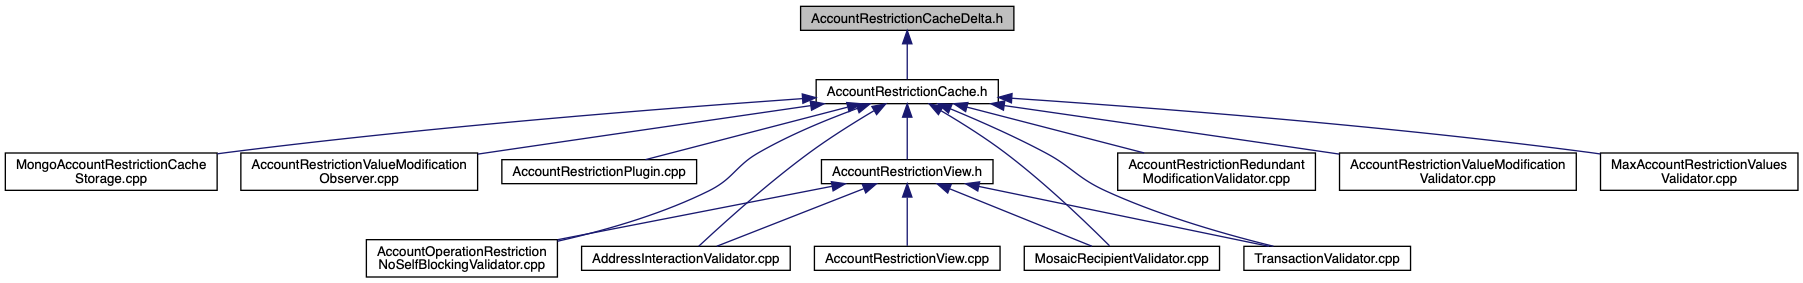 AccountRestrictionCacheDelta.h
AccountRestrictionCache.h
MongoAccountRestrictionCache
Storage.cpp
AccountRestrictionValueModification
Observer.cpp
AccountRestrictionPlugin.cpp
AccountRestrictionView.h
AccountRestrictionRedundant
ModificationValidator.cpp
AccountRestrictionValueModification
Validator.cpp
MaxAccountRestrictionValues
Validator.cpp
AccountOperationRestriction
NoSelfBlockingValidator.cpp
AddressInteractionValidator.cpp
AccountRestrictionView.cpp
MosaicRecipientValidator.cpp
TransactionValidator.cpp